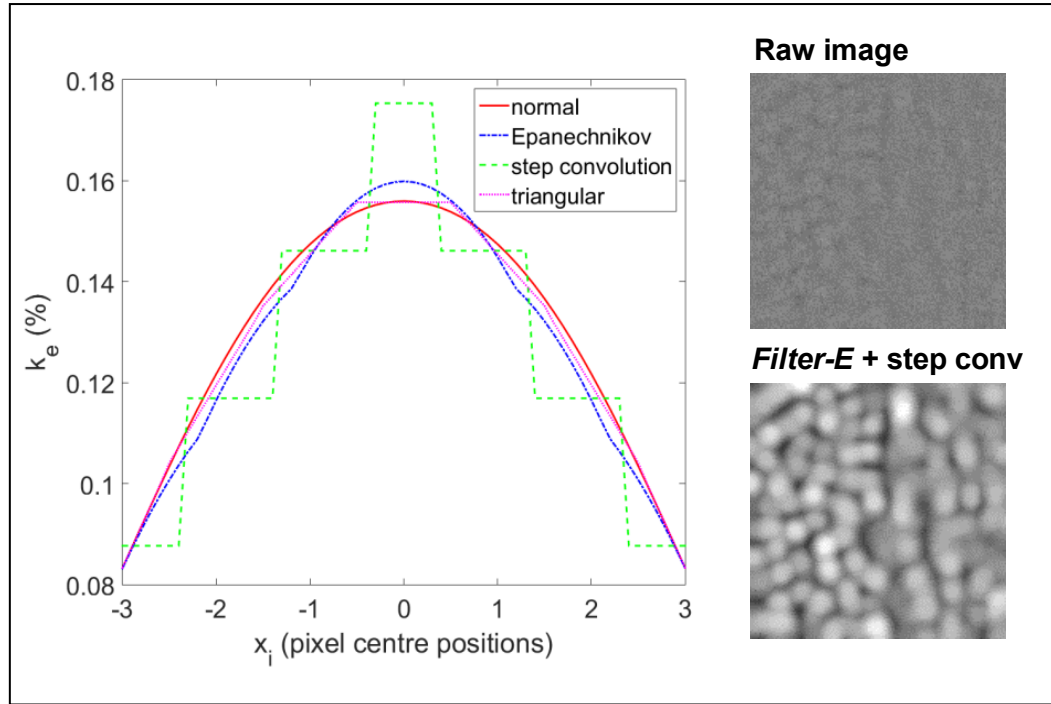 0.18
0.16
0.14
0.12
0.1
0.08
k_e (%)
-3 -2 -1 0 1 2 3
x_i (pixel centre positions)
normal
Epanechnikov
step convolution
triangular
Raw image
Filter-E + step conv